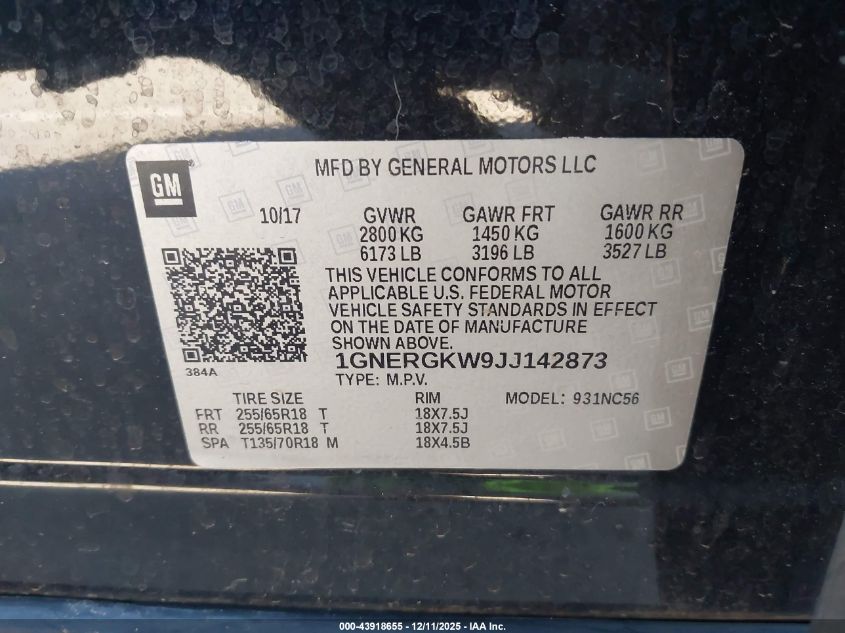 GM
MFD BY GENERAL MOTORS LLC
10/17 GVWR GAWR FRT GAWR RR
2800 KG 1450 KG 1600 KG
6173 LB 3196 LB 3527 LB
THIS VEHICLE CONFORMS TO ALL
APPLICABLE U.S. FEDERAL MOTOR
VEHICLE SAFETY STANDARDS IN EFFECT
ON THE DATE OF MANUFACTURE
SHOWN ABOVE.
384A
1GNERGKW9JJ142873
TYPE: M.P.V.
TIRE SIZE RIM MODEL: 931NC56
FRT 255/65R18 T 18X7.5J
RR 255/65R18 T 18X7.5J
SPA T135/70R18 M 18X4.5B
000-43918655 - 12/11/2025 - IAA Inc.